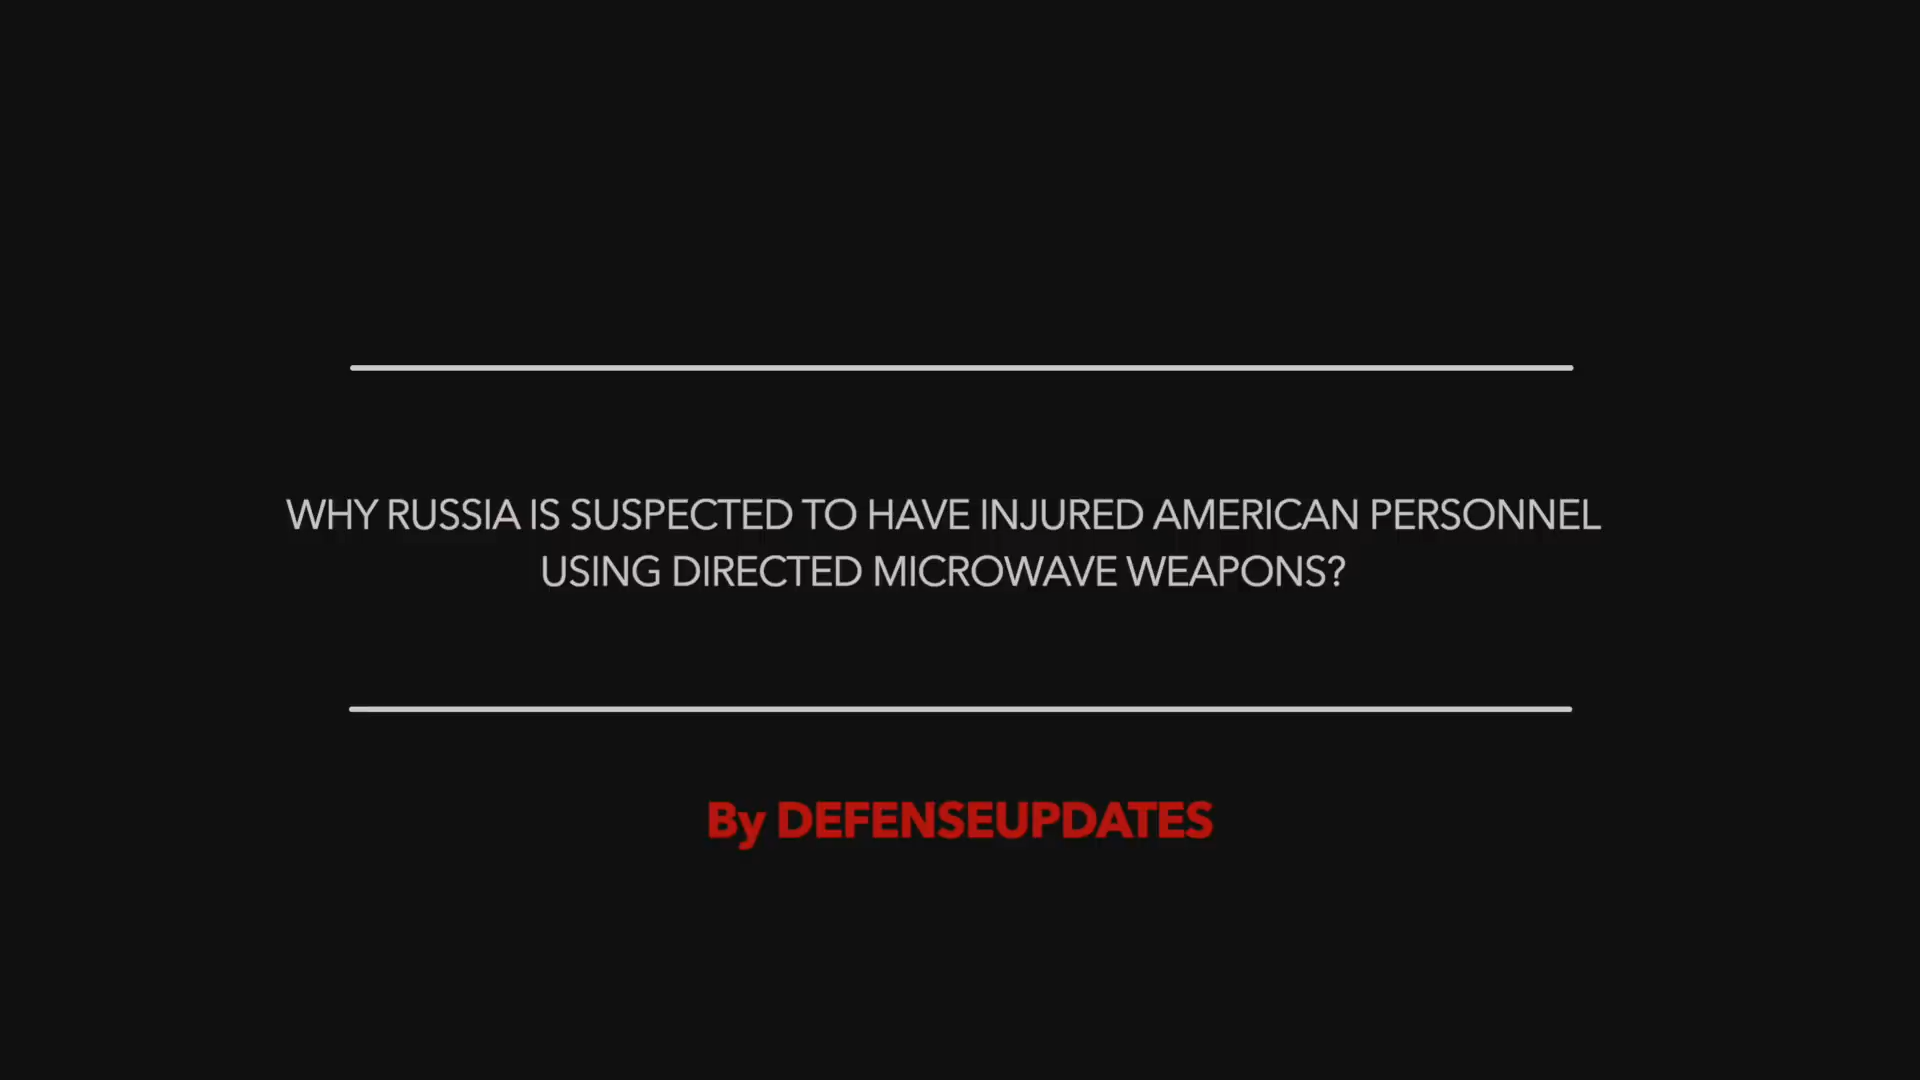 WHY RUSSIA IS SUSPECTED TO HAVE INJURED AMERICAN PERSONNEL
USING DIRECTED MICROWAVE WEAPONS?
By DEFENSEUPDATES